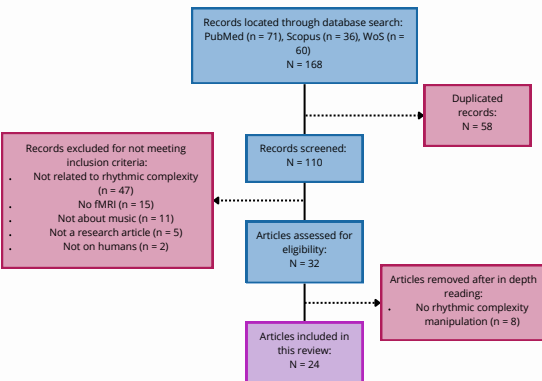 Records located through database search:
PubMed (n = 71), Scopus (n = 36), WoS (n =
60)
N = 168
Duplicated
records:
N = 58
Records screened:
N = 110
Records excluded for not meeting
inclusion criteria:
. Not related to rhythmic complexity
(n = 47)
. No fMRI (n = 15)
. Not about music (n = 11)
. Not a research article (n = 5)
. Not on humans (n = 2)
Articles assessed for
eligibility:
N = 32
Articles removed after in depth
reading:
. No rhythmic complexity
manipulation (n = 8)
Articles included in
this review:
N = 24